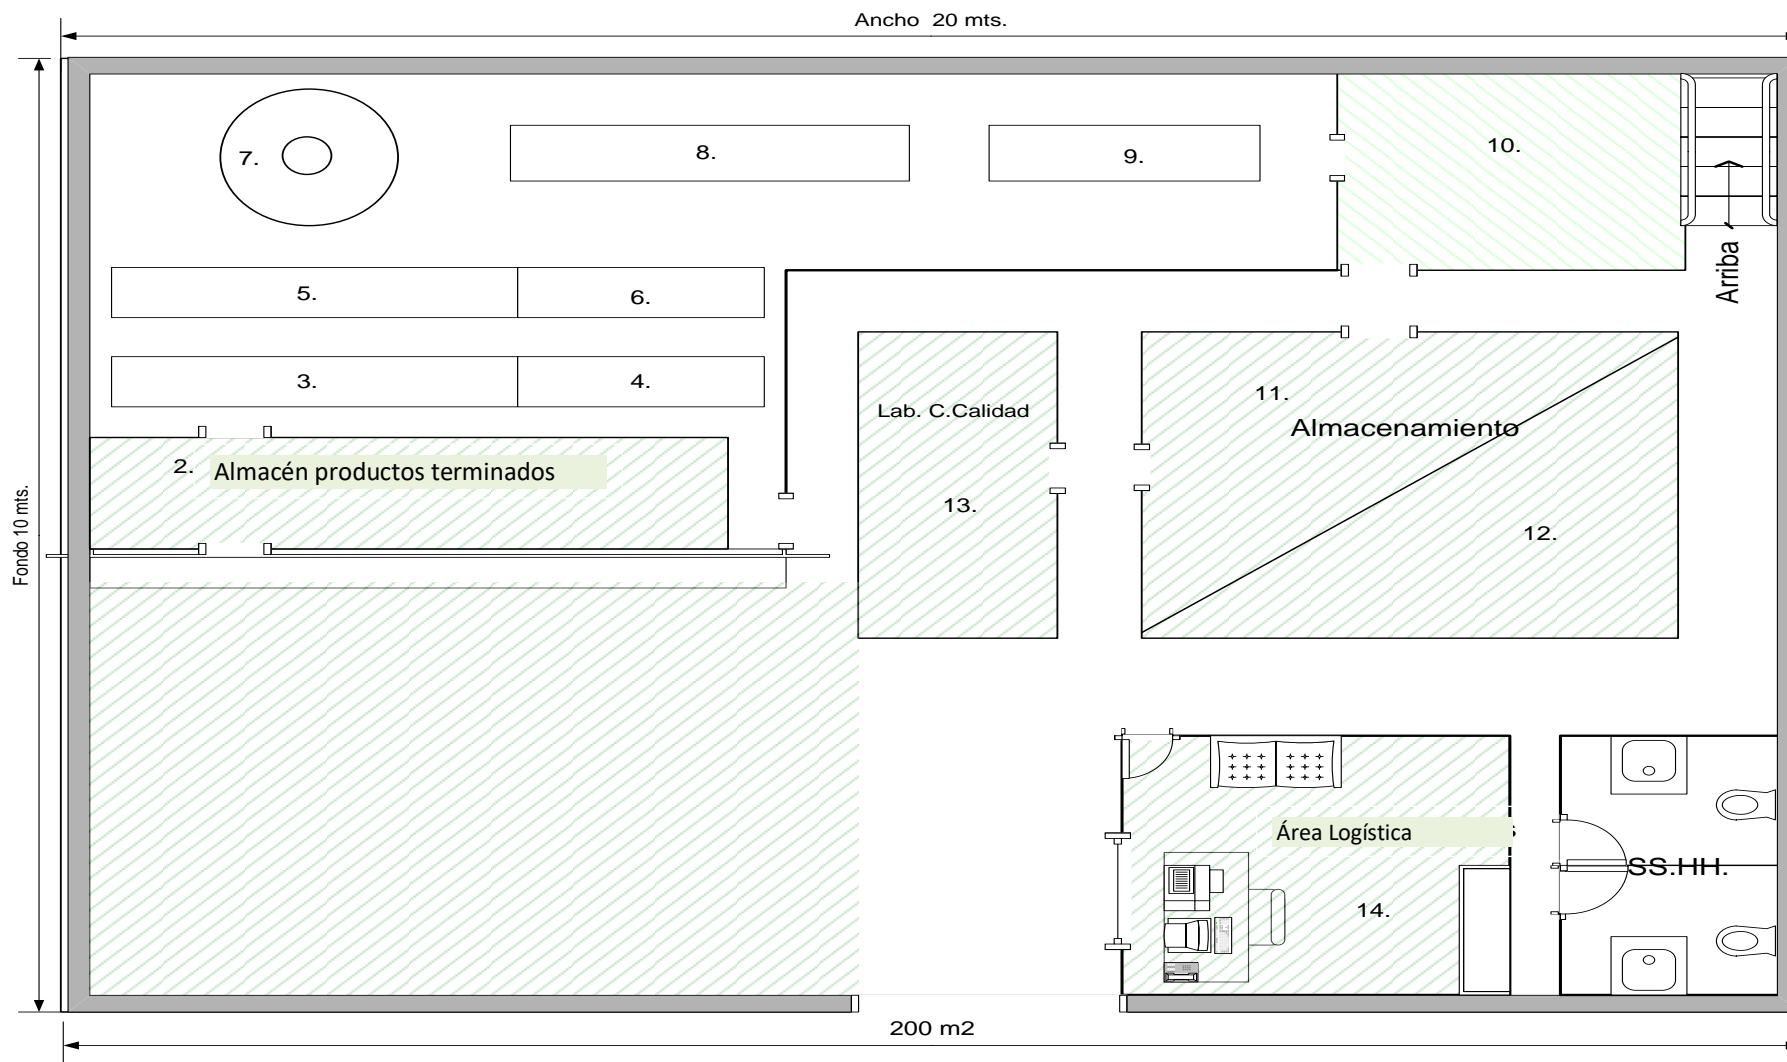 Ancho 20 mts.
7.
8.
9.
10.
Arriba
5.
6.
3.
4.
Lab. C.Calidad
11.
Almacenamiento
2. Almacén productos terminados
13.
12.
Fondo 10 mts.
Área Logística
SS.HH.
14.
200 m2